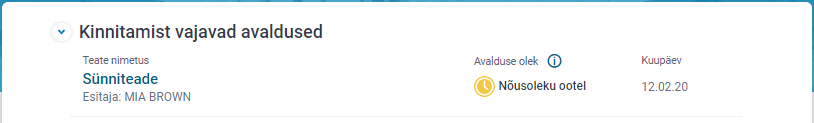 Kinnitamist vajavad avaldused
Teate nimetus
Avalduse olek
Kuupäev
Sünniteade
Nõusoleku ootel
12.02.20
Esitaja: MIA BROWN